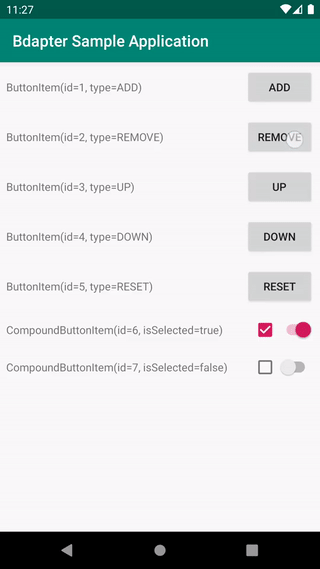 11:27
Bdapter Sample Application
ButtonItem(id=1, type=ADD) ADD
ButtonItem(id=2, type=REMOVE) REMOVE
ButtonItem(id=3, type=UP) UP
ButtonItem(id=4, type=DOWN) DOWN
ButtonItem(id=5, type=RESET) RESET
CompoundButtonItem(id=6, isSelected=true)
CompoundButtonItem(id=7, isSelected=false)